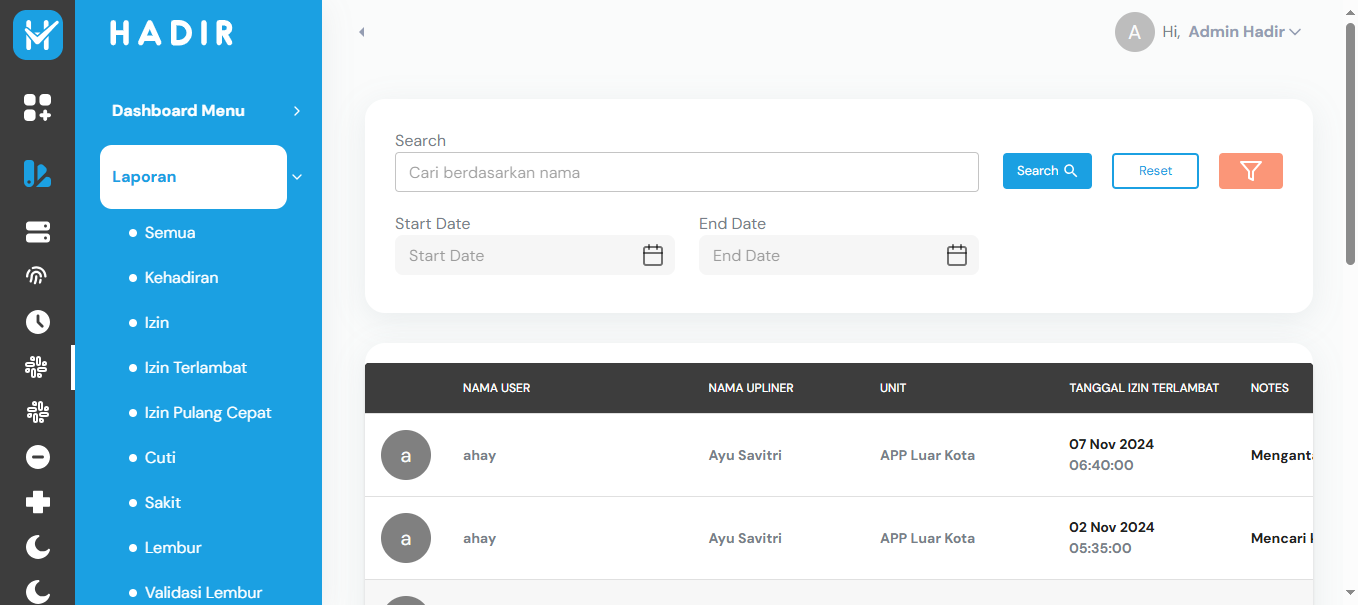 HADIR
Dashboard Menu
Laporan
Semua
Kehadiran
Izin
Izin Terlambat
Izin Pulang Cepat
Cuti
Sakit
Lembur
Validasi Lembur
A Hi, Admin Hadir
Search
Cari berdasarkan nama
Search
Reset
Start Date
End Date
Start Date
End Date
NAMA USER NAMA UPLINER UNIT TANGGAL IZIN TERLAMBAT NOTES
a ahay Ayu Savitri APP Luar Kota 07 Nov 2024 06:40:00
a ahay Ayu Savitri APP Luar Kota 02 Nov 2024 05:35:00 Mencari